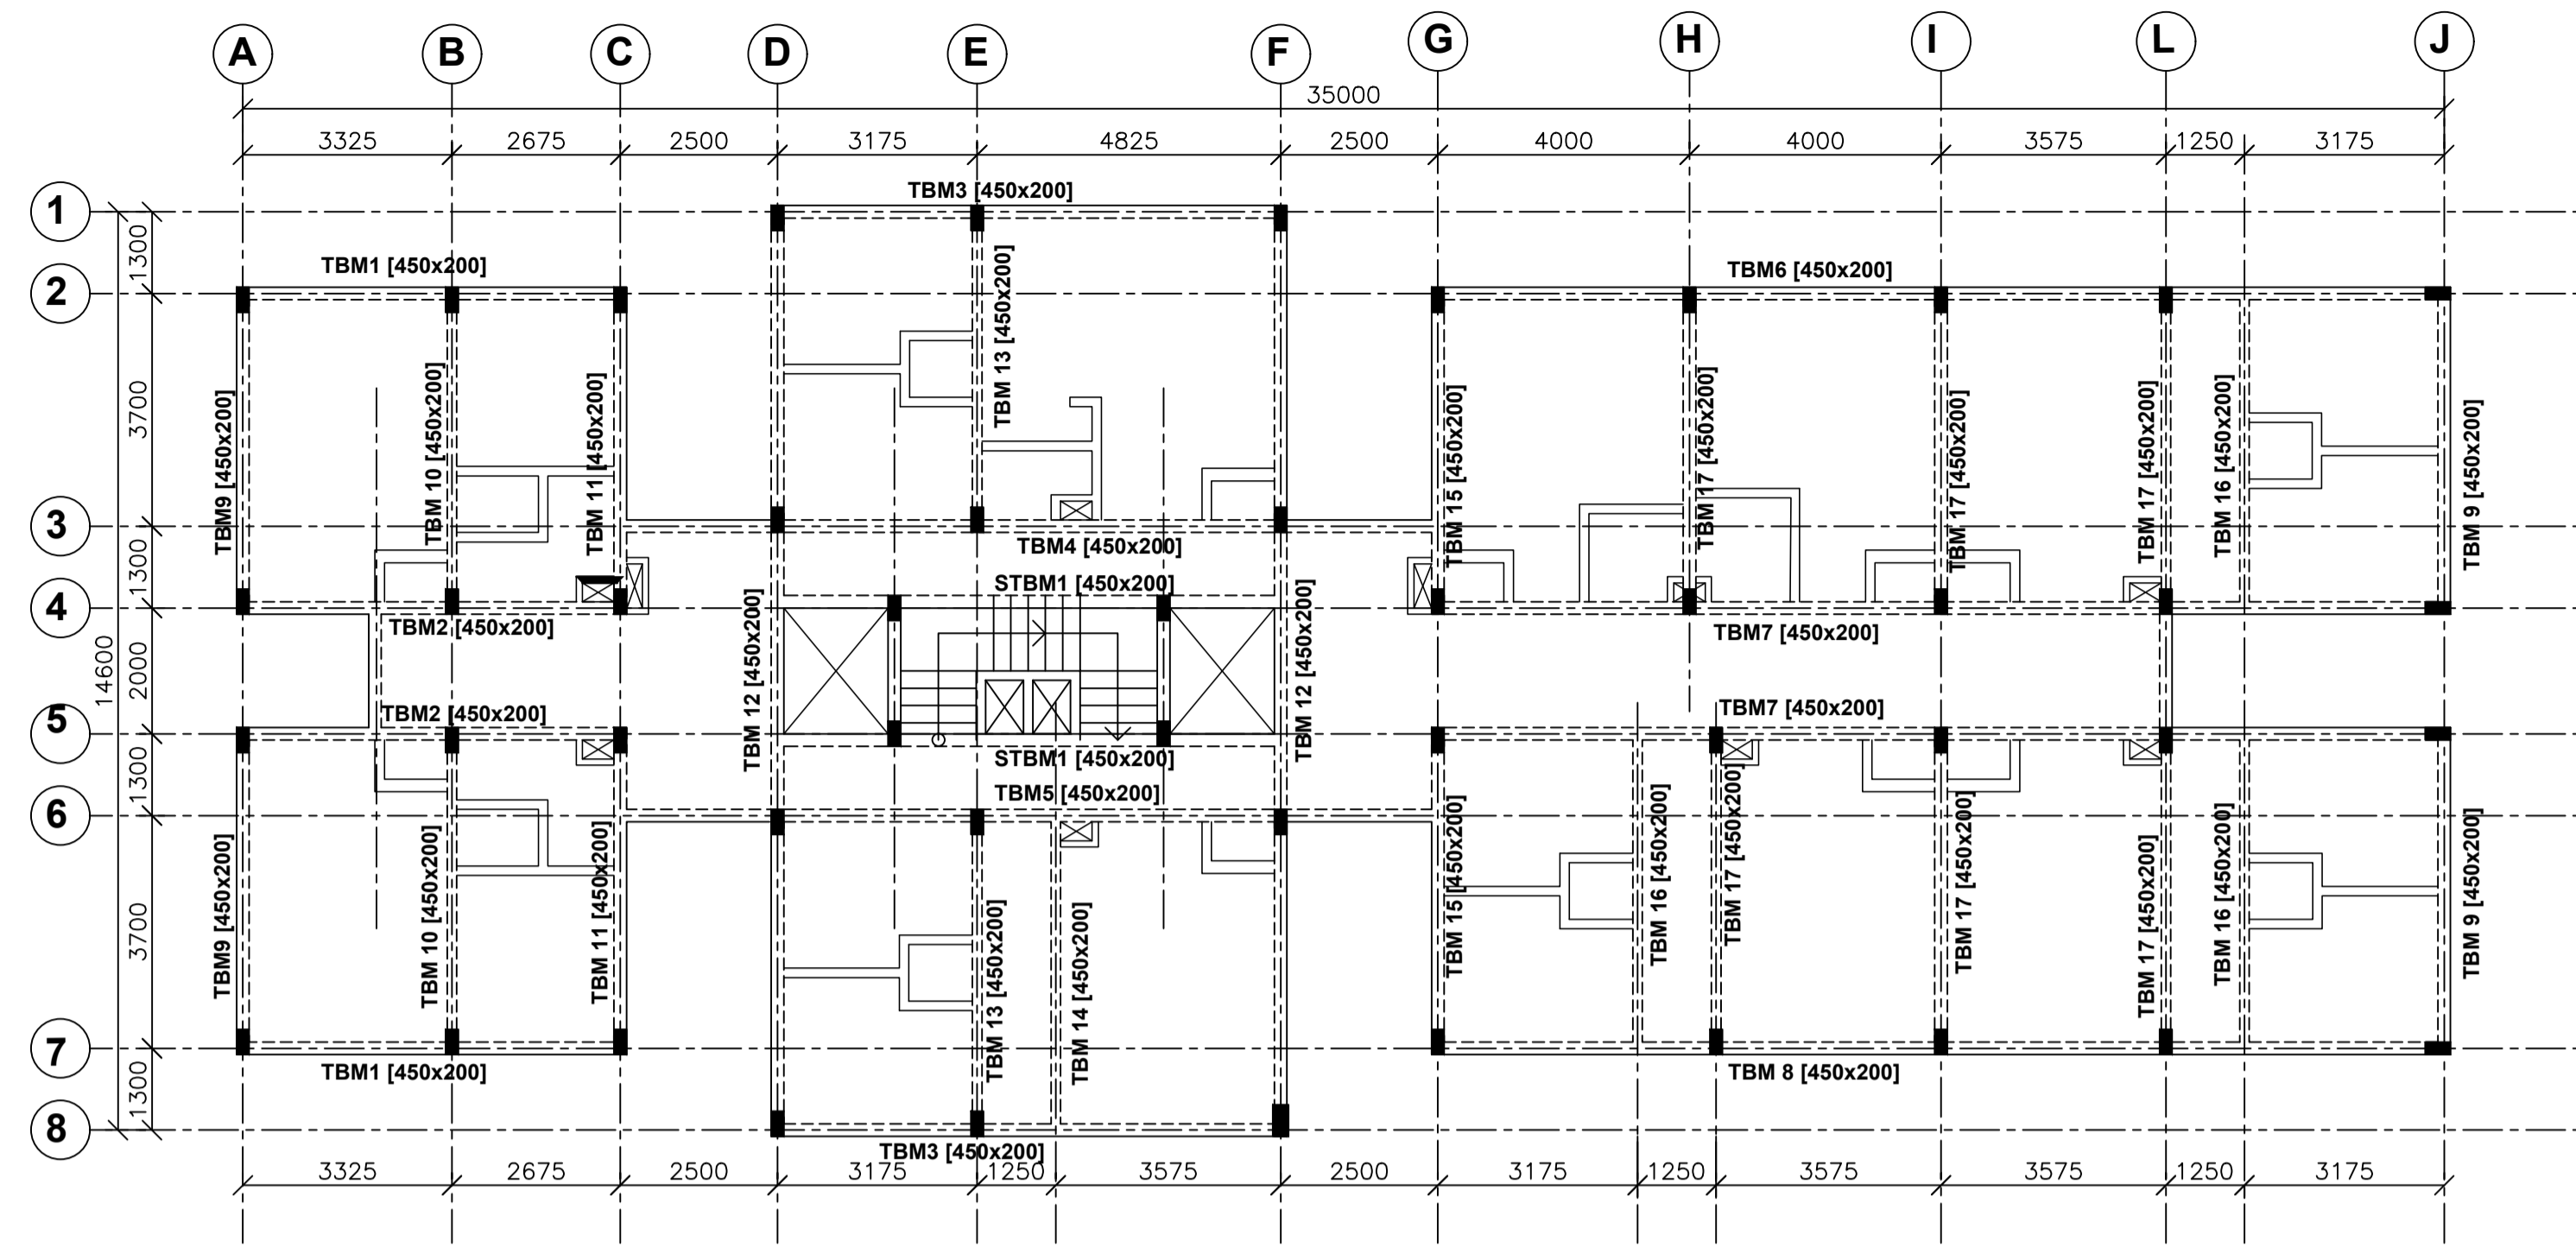 A B C D E F G H I L J
35000
3325 2675 2500 3175 4825 2500 4000 4000 3575 1250 3175
1
2
3
4
5
6
7
8
1300
3700
1300
2000
1300
3700
1300
14600
TBM3 [450x200]
TBM1 [450x200]
TBM6 [450x200]
TBM9 [450x200]
TBM 10 [450x200]
TBM 11 [450x200]
TBM 13 [450x200]
TBM 15 [450x200]
TBM17 [450x200]
TBM 17 [450x200]
TBM 17 [450x200]
TBM 16 [450x200]
TBM 9 [450x200]
TBM4 [450x200]
STBM1 [450x200]
TBM2 [450x200]
TBM7 [450x200]
TBM 12 [450x200]
TBM 12 [450x200]
TBM2 [450x200]
TBM7 [450x200]
STBM1 [450x200]
TBM5 [450x200]
TBM9 [450x200]
TBM 10 [450x200]
TBM 11 [450x200]
TBM 13 [450x200]
TBM 14 [450x200]
TBM 15 [450x200]
TBM 16 [450x200]
TBM 17 [450x200]
TBM 17 [450x200]
TBM 17 [450x200]
TBM 16 [450x200]
TBM 9 [450x200]
TBM1 [450x200]
TBM 8 [450x200]
TBM3 [450x200]
3325 2675 2500 3175 1250 3575 2500 3175 1250 3575 3575 1250 3175